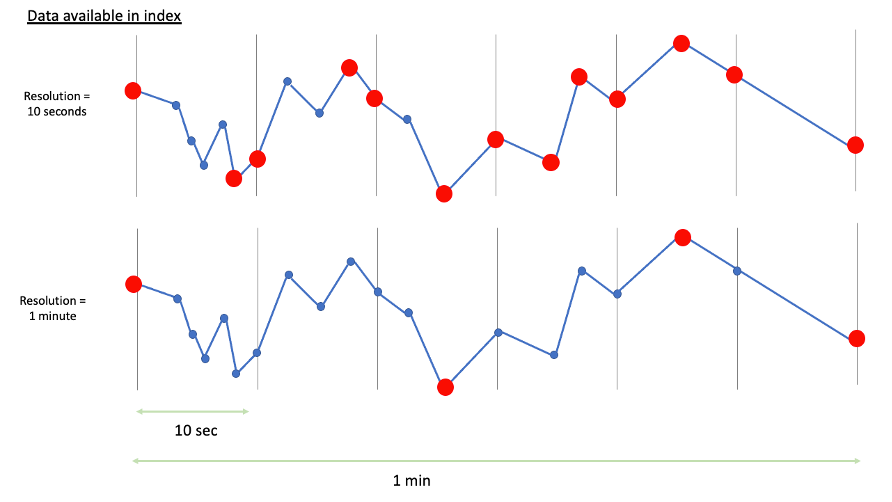 Data available in index
Resolution =
10 seconds
Resolution =
1 minute
10 sec
1 min